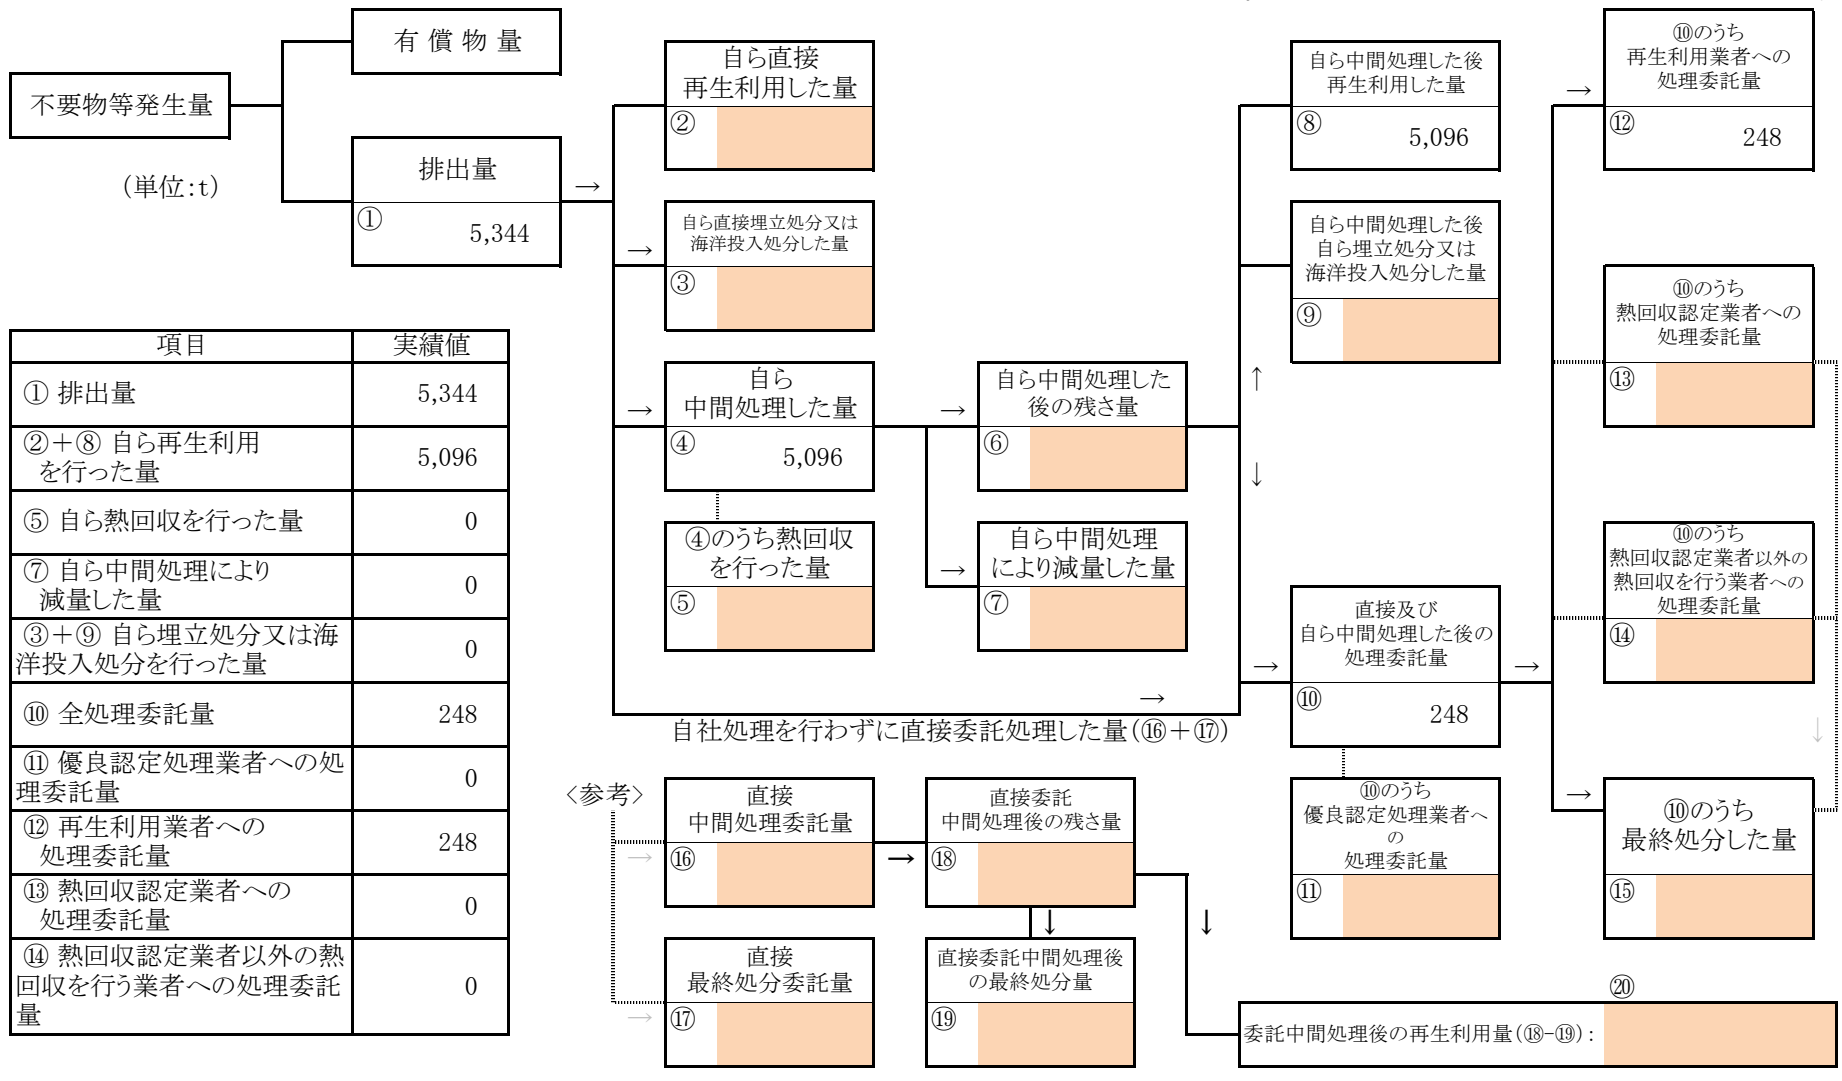 有 償 物 量
不要物等発生量
(単位:t)
排出量
①
5,344
→
自ら直接
再生利用した量
②
→
自ら直接埋立処分又は
海洋投入処分した量
③
→
自ら
中間処理した量
④
5,096
④のうち熱回収
を行った量
⑤
→
自ら中間処理した
後の残さ量
⑥
→
自ら中間処理
により減量した量
⑦
→
自社処理を行わずに直接委託処理した量(⑯+⑰)
↑
↓
自ら中間処理した後
再生利用した量
⑧
5,096
自ら中間処理した後
自ら埋立処分又は
海洋投入処分した量
⑨
→
直接及び
自ら中間処理した後の
処理委託量
⑩
248
→
⑩のうち
優良認定処理業者へ
の
処理委託量
⑪
→
⑩のうち
再生利用業者への
処理委託量
⑫
248
⑩のうち
熱回収認定業者への
処理委託量
⑬
⑩のうち
熱回収認定業者以外の
熱回収を行う業者への
処理委託量
⑭
↓
→
⑩のうち
最終処分した量
⑮
項目 実績値
① 排出量 5,344
②+⑧ 自ら再生利用
を行った量 5,096
⑤ 自ら熱回収を行った量 0
⑦ 自ら中間処理により
減量した量 0
③+⑨ 自ら埋立処分又は海
洋投入処分を行った量 0
⑩ 全処理委託量 248
⑪ 優良認定処理業者への処
理委託量 0
⑫ 再生利用業者への
処理委託量 248
⑬ 熱回収認定業者への
処理委託量 0
⑭ 熱回収認定業者以外の熱
回収を行う業者への処理委託
量 0
<参考>
→
直接
中間処理委託量
⑯
→
直接委託
中間処理後の残さ量
⑱
↓
↓
→
直接
最終処分委託量
⑰
直接委託中間処理後
の最終処分量
⑲
⑳
委託中間処理後の再生利用量(⑱-⑲):